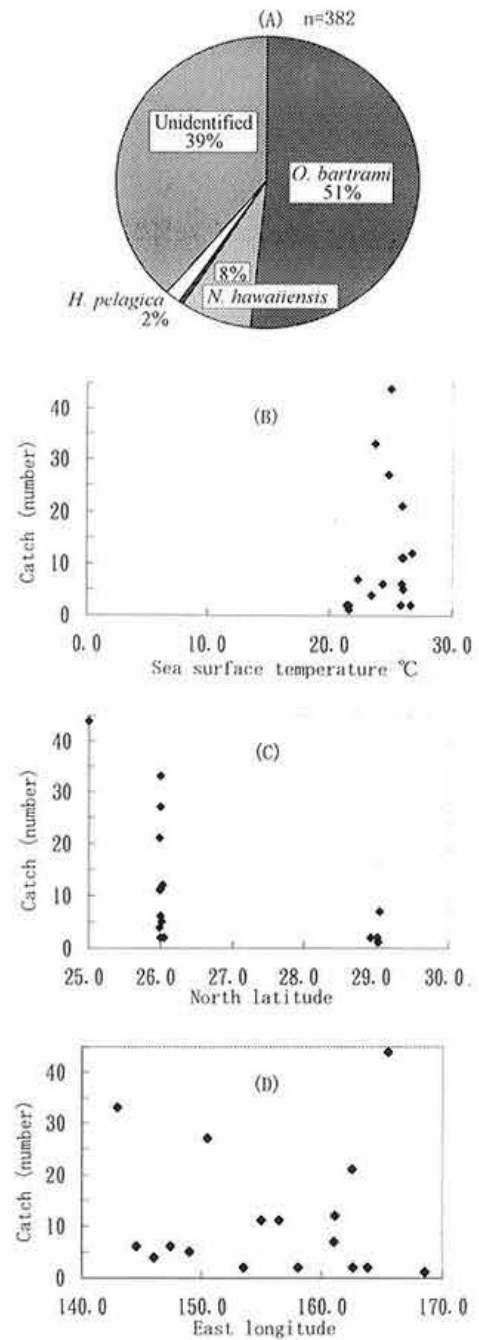 (A) n=382
Unidentified
39%
O. bartrami
51%
8%
N. hawaiiensis
H. pelagica
2%
(B)
Catch (number)
40
30
20
10
0
0.0 10.0 20.0 30.0
Sea surface temperature ℃
(C)
Catch (number)
40
30
20
10
0
25.0 26.0 27.0 28.0 29.0 30.0
North latitude
(D)
Catch (number)
40
30
20
10
0
140.0 150.0 160.0 170.0
East longitude